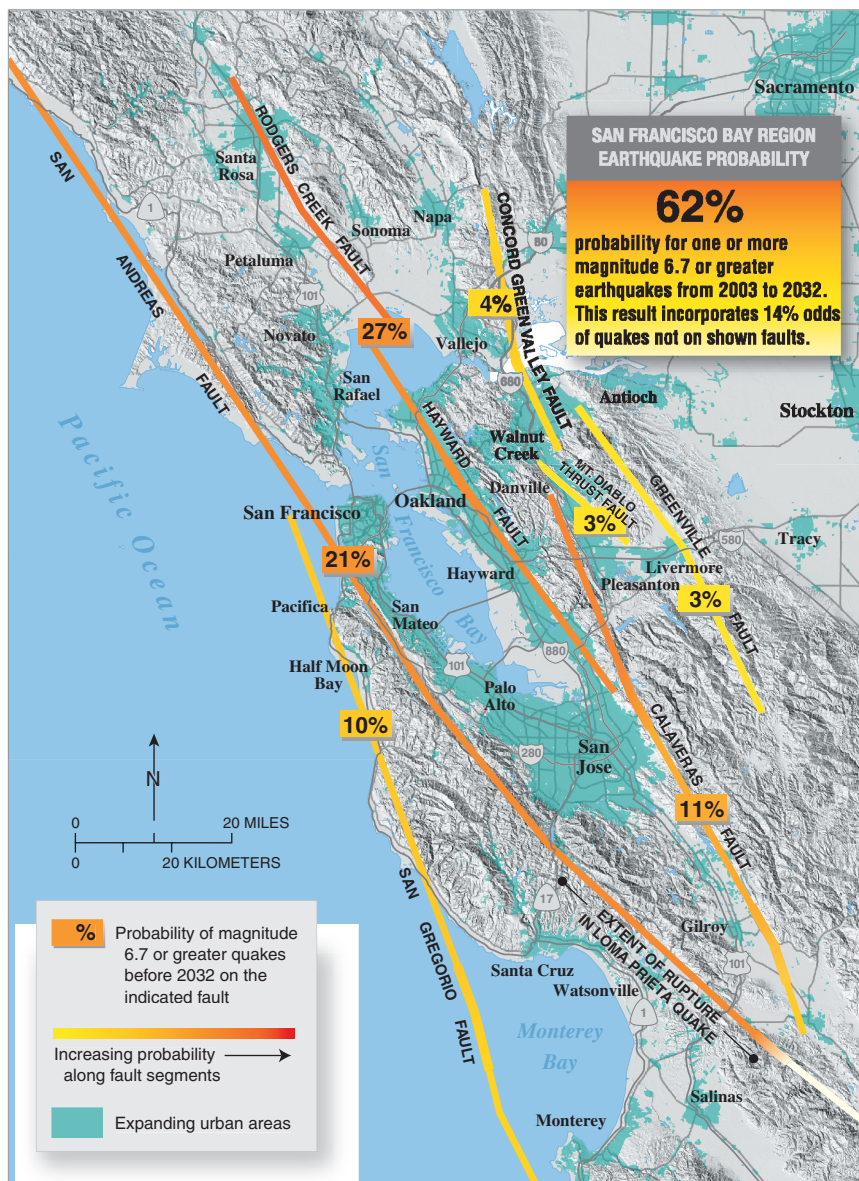 Sacramento
SAN FRANCISCO BAY REGION
EARTHQUAKE PROBABILITY
62%
probability for one or more
magnitude 6.7 or greater
earthquakes from 2003 to 2032.
This result incorporates 14% odds
of quakes not on shown faults.
SAN ANDREAS FAULT
RODGERS CREEK FAULT
CONCORD GREEN VALLEY FAULT
Santa
Rosa
1
Napa
Sonoma
80
Petaluma
101
4%
Novato
27%
Vallejo
680
San
Rafael
HAYWARD FAULT
Antioch
Stockton
Walnut
Creek
MT. DIABLO
THRUST FAULT
GREENVILLE FAULT
Danville
Pacific Ocean
San Francisco Bay
Oakland
San Francisco
3%
580
Tracy
21%
Hayward
Livermore
Pleasanton
3%
Pacifica
San
Mateo
880
Half Moon
Bay
101
Palo
Alto
CALAVERAS FAULT
10%
280
San
Jose
11%
N
0
20 MILES
0
20 KILOMETERS
SAN GREGORIO FAULT
17
EXTENT OF RUPTURE
IN LOMA PRIETA QUAKE
Gilroy
101
Santa Cruz
Watsonville
1
Monterey
Bay
Salinas
Monterey
%
Probability of magnitude
6.7 or greater quakes
before 2032 on the
indicated fault
Increasing probability
along fault segments
Expanding urban areas